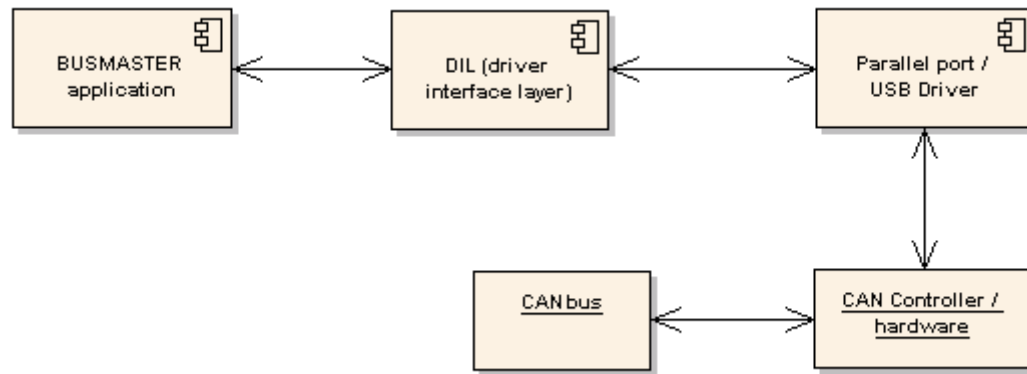 BUSMASTER
application
DIL (driver
interface layer)
Parallel port /
USB Driver
CAN bus
CAN Controller /
hardware